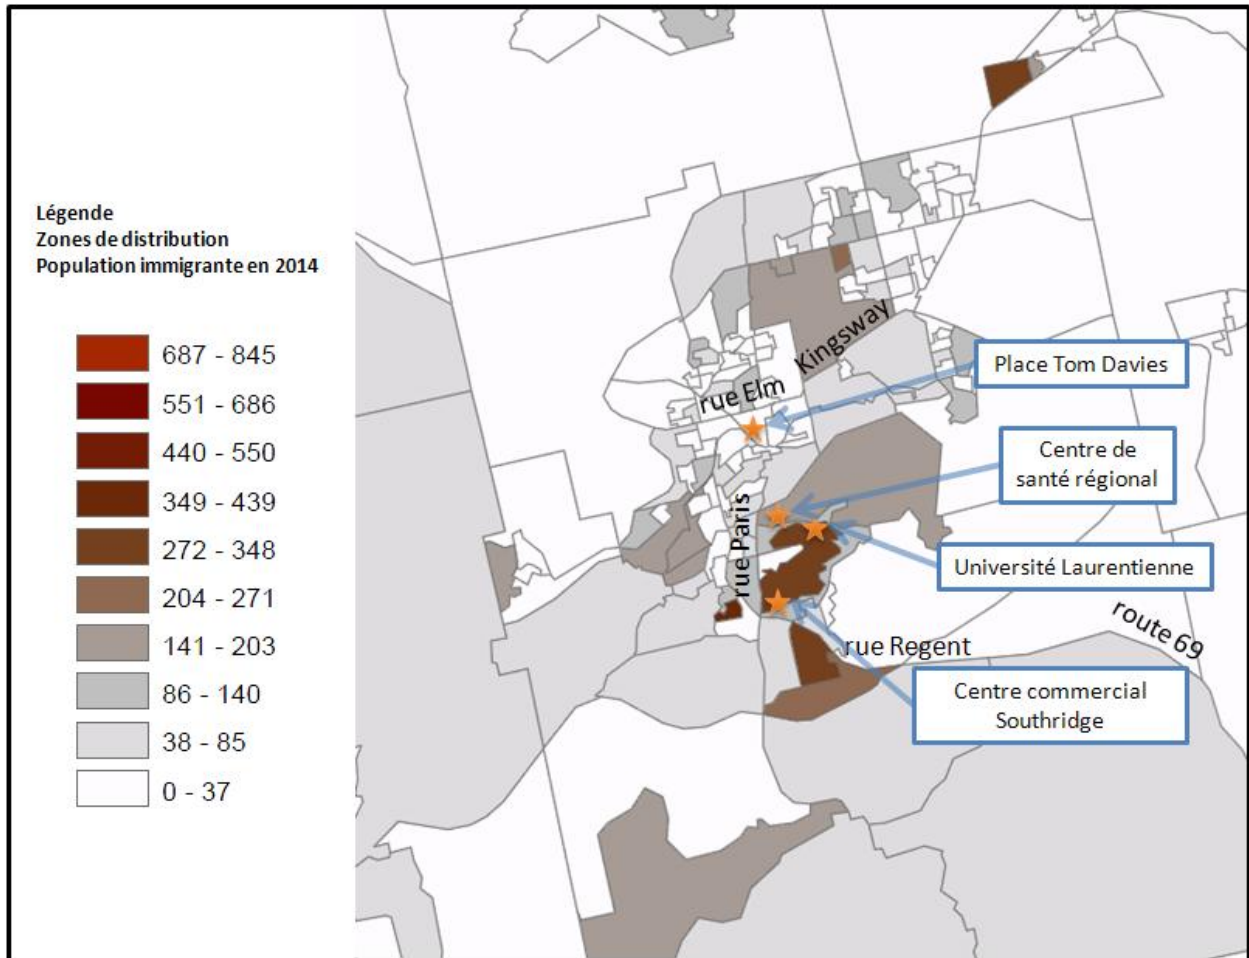 Légende
Zones de distribution
Population immigrante en 2014
687 - 845
551 - 686
440 - 550
349 - 439
272 - 348
204 - 271
141 - 203
86 - 140
38 - 85
0 - 37
Kingsway
rue Elm
Place Tom Davies
Centre de
santé régional
rue Paris
Université Laurentienne
route 69
rue Regent
Centre commercial
Southridge